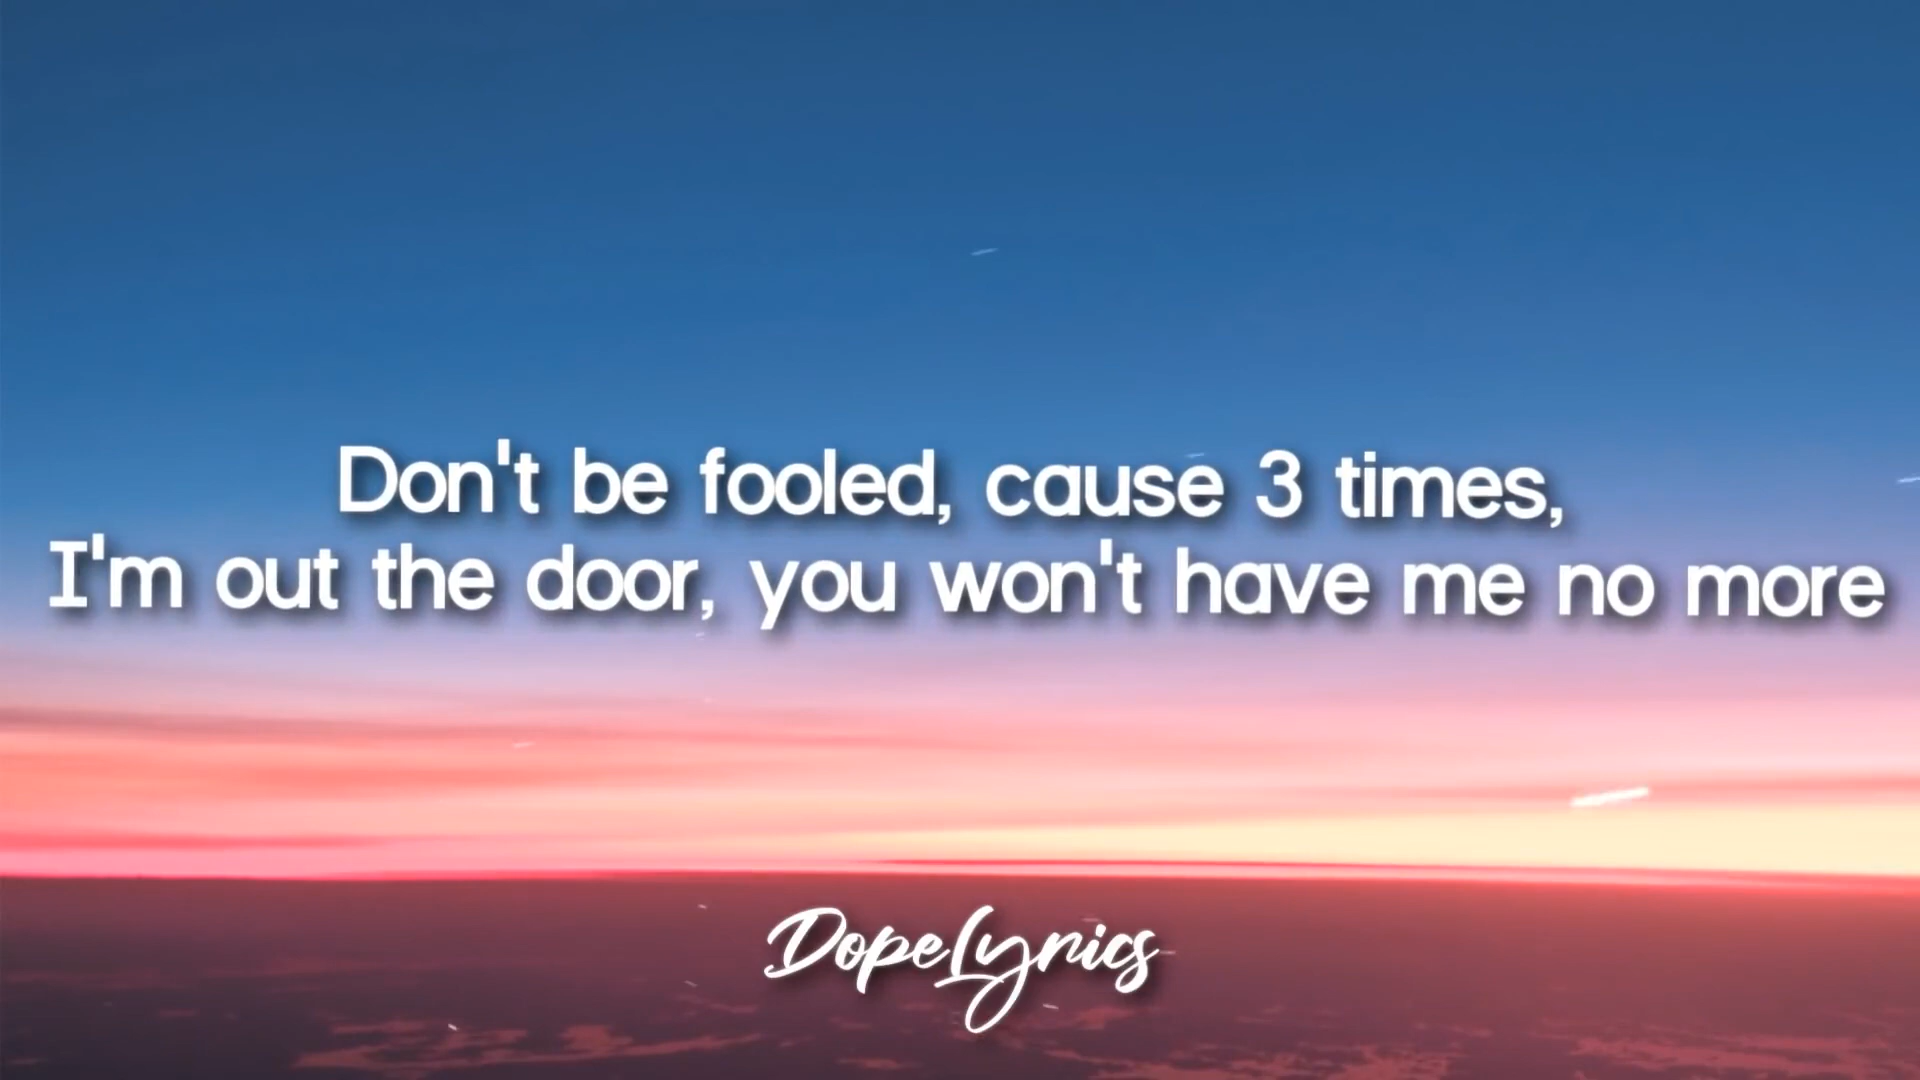 Don't be fooled, cause 3 times,
I'm out the door, you won't have me no more
DopeLyrics